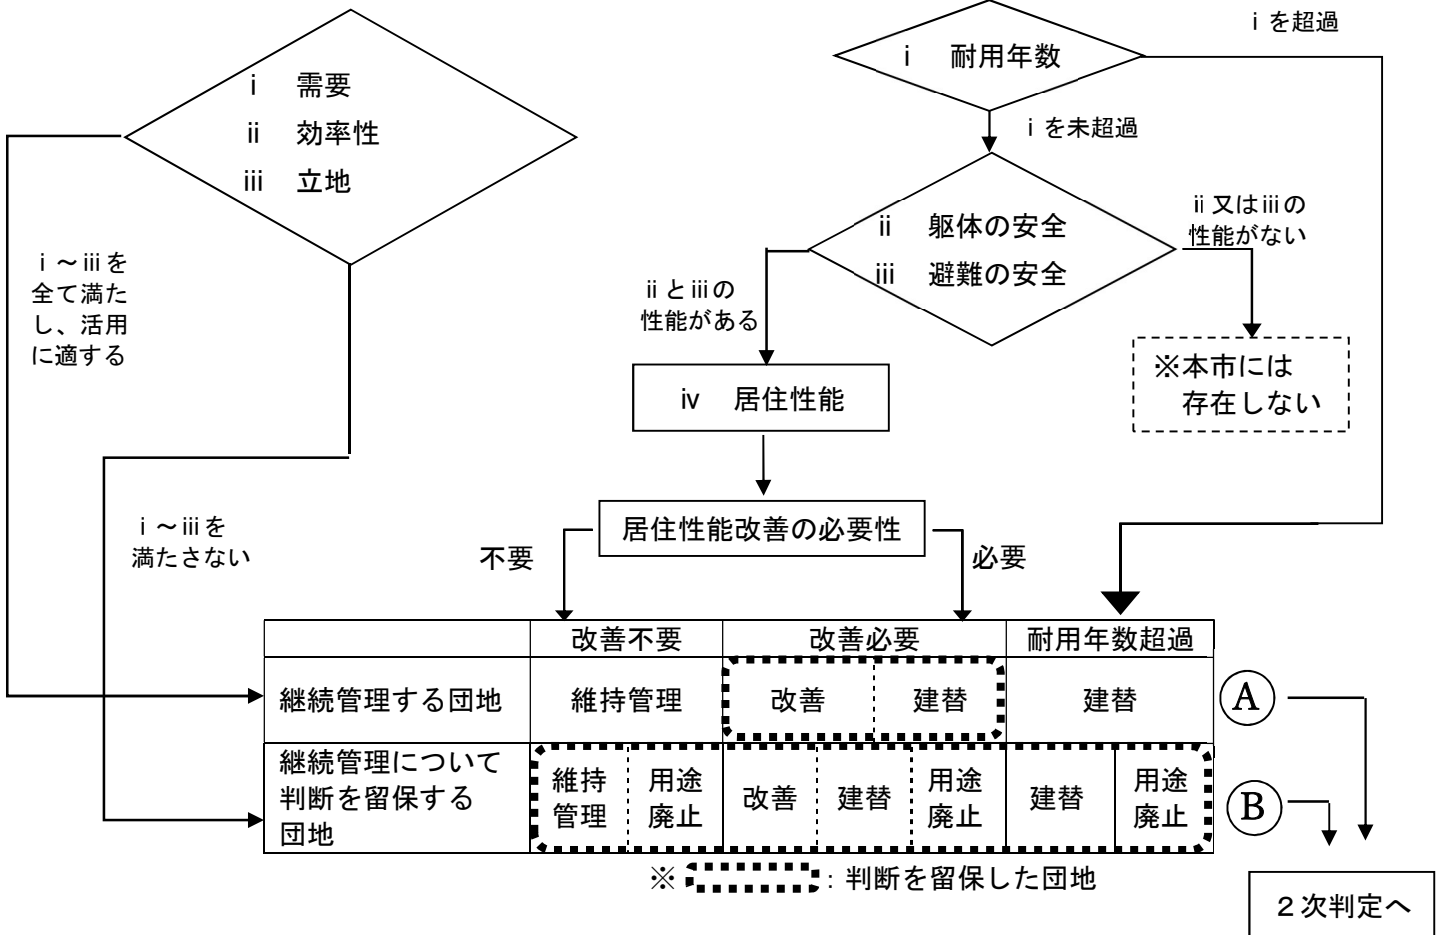 ⅰ 需要
ⅱ 効率性
ⅲ 立地
ⅰ～ⅲを
全て満た
し、活用
に適する
ⅰ～ⅲを
満たさない
ⅰ 耐用年数
ⅰを超過
ⅰを未超過
ⅱ 躯体の安全
ⅲ 避難の安全
ⅱ又はⅲの
性能がない
ⅱとⅲの
性能がある
※本市には
存在しない
ⅳ 居住性能
居住性能改善の必要性
不要
必要
改善不要 改善必要 耐用年数超過
継続管理する団地 維持管理 改善 建替 建替 Ⓐ
継続管理について
判断を留保する
団地
維持
管理
用途
廃止
改善
建替
用途
廃止
建替
用途
廃止
Ⓑ
※ : 判断を留保した団地
２次判定へ